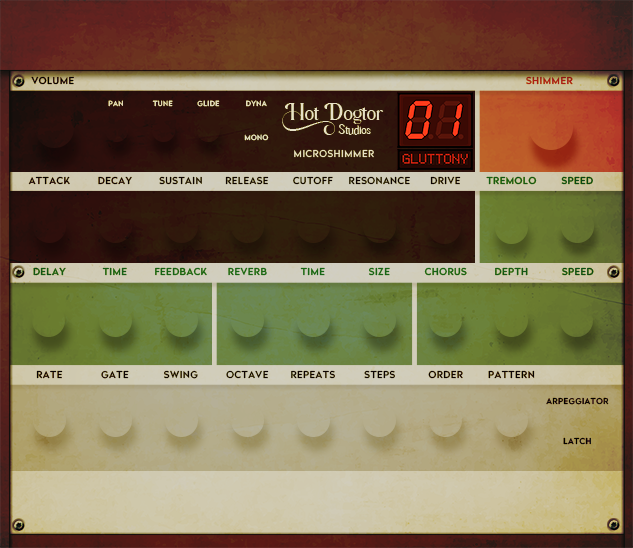 VOLUME SHIMMER
PAN TUNE GLIDE DYNA
Hot Dogtor
Studios
MONO
MICROSHIMMER
01
GLUTTONY
ATTACK DECAY SUSTAIN RELEASE CUTOFF RESONANCE DRIVE TREMOLO SPEED
DELAY TIME FEEDBACK REVERB TIME SIZE CHORUS DEPTH SPEED
RATE GATE SWING OCTAVE REPEATS STEPS ORDER PATTERN
ARPEGGIATOR
LATCH